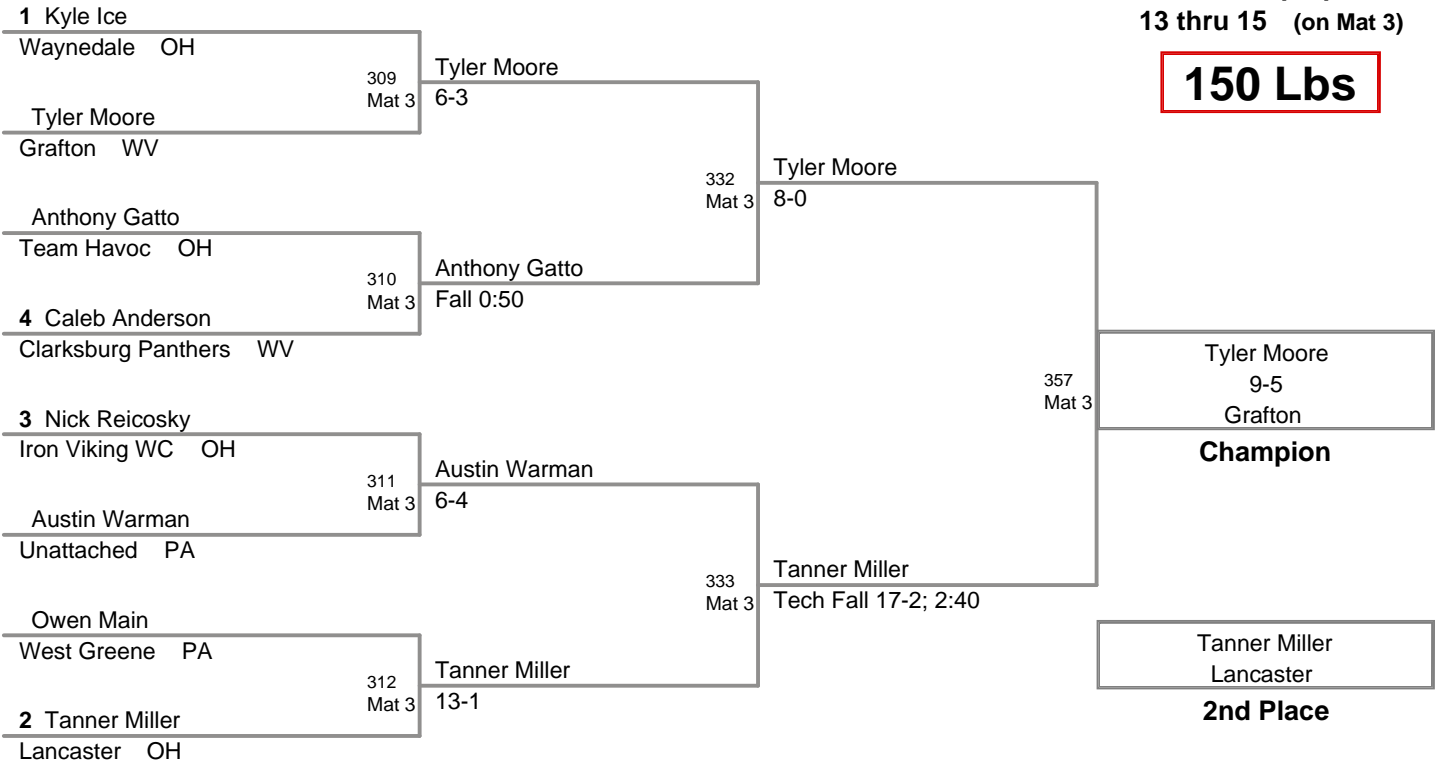 13 thru 15 (on Mat 3)
150 Lbs
1 Kyle Ice
Waynedale OH
309
Mat 3
Tyler Moore
6-3
Tyler Moore
Grafton WV
332
Mat 3
Tyler Moore
8-0
Anthony Gatto
Team Havoc OH
310
Mat 3
Anthony Gatto
Fall 0:50
4 Caleb Anderson
Clarksburg Panthers WV
357
Mat 3
Tyler Moore
9-5
Grafton
Champion
3 Nick Reicosky
Iron Viking WC OH
311
Mat 3
Austin Warman
6-4
Austin Warman
Unattached PA
333
Mat 3
Tanner Miller
Tech Fall 17-2; 2:40
Owen Main
West Greene PA
312
Mat 3
Tanner Miller
13-1
2 Tanner Miller
Lancaster OH
Tanner Miller
Lancaster
2nd Place